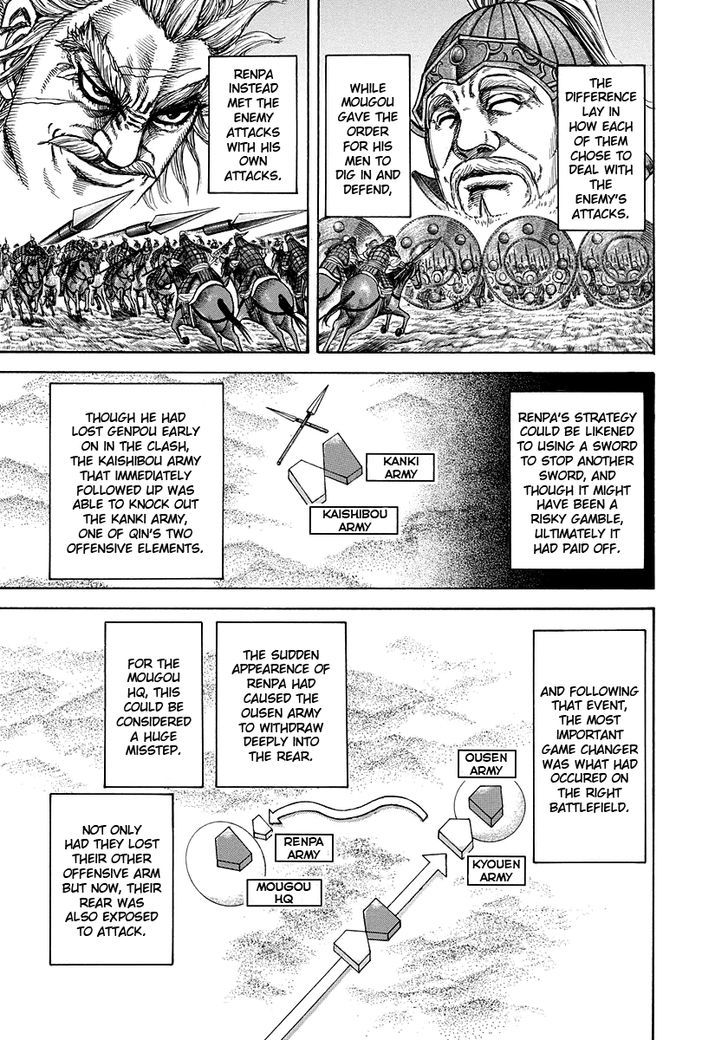 THE
DIFFERENCE
LAY IN
HOW EACH
OF THEM
CHOSE TO
DEAL WITH
THE
ENEMY'S
ATTACKS.
WHILE
MOUGOU
GAVE THE
ORDER
FOR HIS
MEN TO
DIG IN AND
DEFEND,
RENPA
INSTEAD
MET THE
ENEMY
ATTACKS
WITH HIS
OWN
ATTACKS.
RENPA'S STRATEGY
COULD BE LIKENED
TO USING A SWORD
TO STOP ANOTHER
SWORD, AND
THOUGH IT MIGHT
HAVE BEEN A
RISKY GAMBLE,
ULTIMATELY IT
HAD PAID OFF.
KANKI
ARMY
KAISHIBOU
ARMY
THOUGH HE HAD
LOST GENPOU EARLY
ON IN THE CLASH,
THE KAISHIBOU ARMY
THAT IMMEDIATELY
FOLLOWED UP WAS
ABLE TO KNOCK OUT
THE KANKI ARMY,
ONE OF QIN'S TWO
OFFENSIVE ELEMENTS.
AND FOLLOWING
THAT EVENT,
THE MOST
IMPORTANT
GAME CHANGER
WAS WHAT HAD
OCCURED ON
THE RIGHT
BATTLEFIELD.
OUSEN
ARMY
KYOUEN
ARMY
THE SUDDEN
APPEARENCE OF
RENPA HAD
CAUSED THE
OUSEN ARMY
TO WITHDRAW
DEEPLY INTO
THE REAR.
FOR THE
MOUGOU
HQ, THIS
COULD BE
CONSIDERED
A HUGE
MISSTEP.
RENPA
ARMY
MOUGOU
HQ
NOT ONLY
HAD THEY LOST
THEIR OTHER
OFFENSIVE ARM
BUT NOW, THEIR
REAR WAS
ALSO EXPOSED TO
ATTACK.